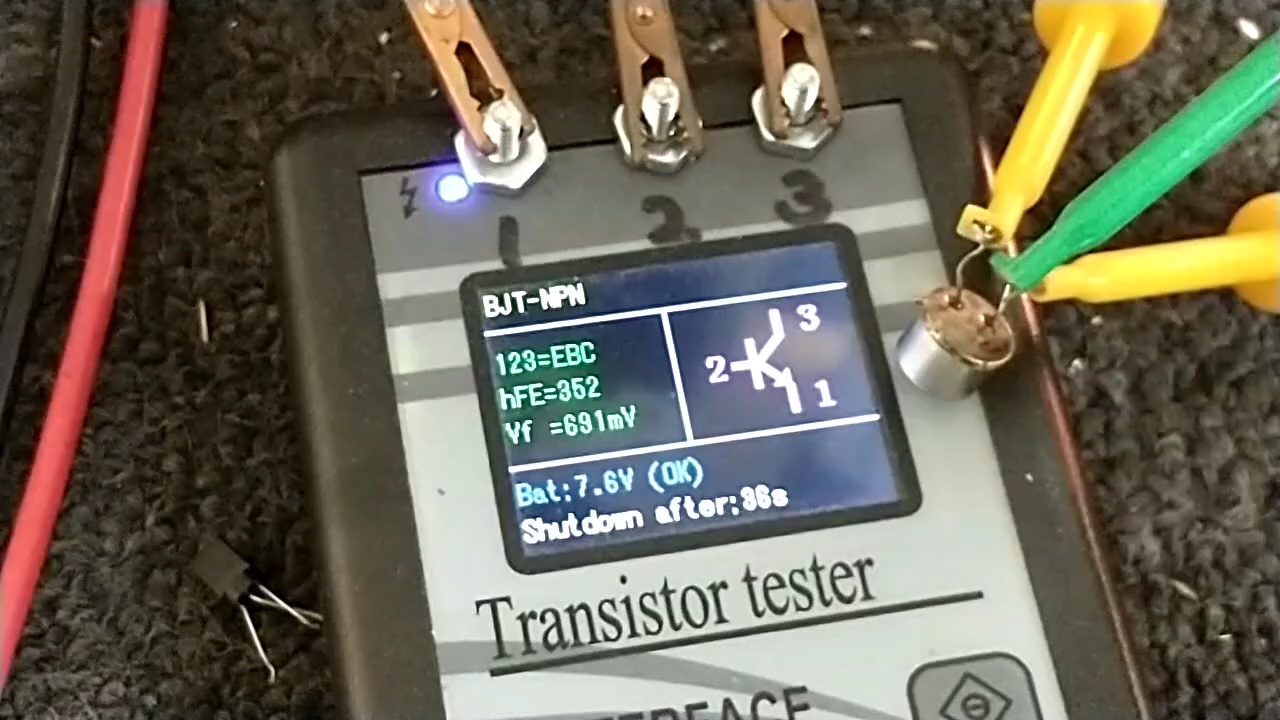 1 2 3
BJT-NPN
123=EBC
hFE=352
Vf =691mV
3
2
1
Bat:7.6V (OK)
Shutdown after:36s
Transistor tester